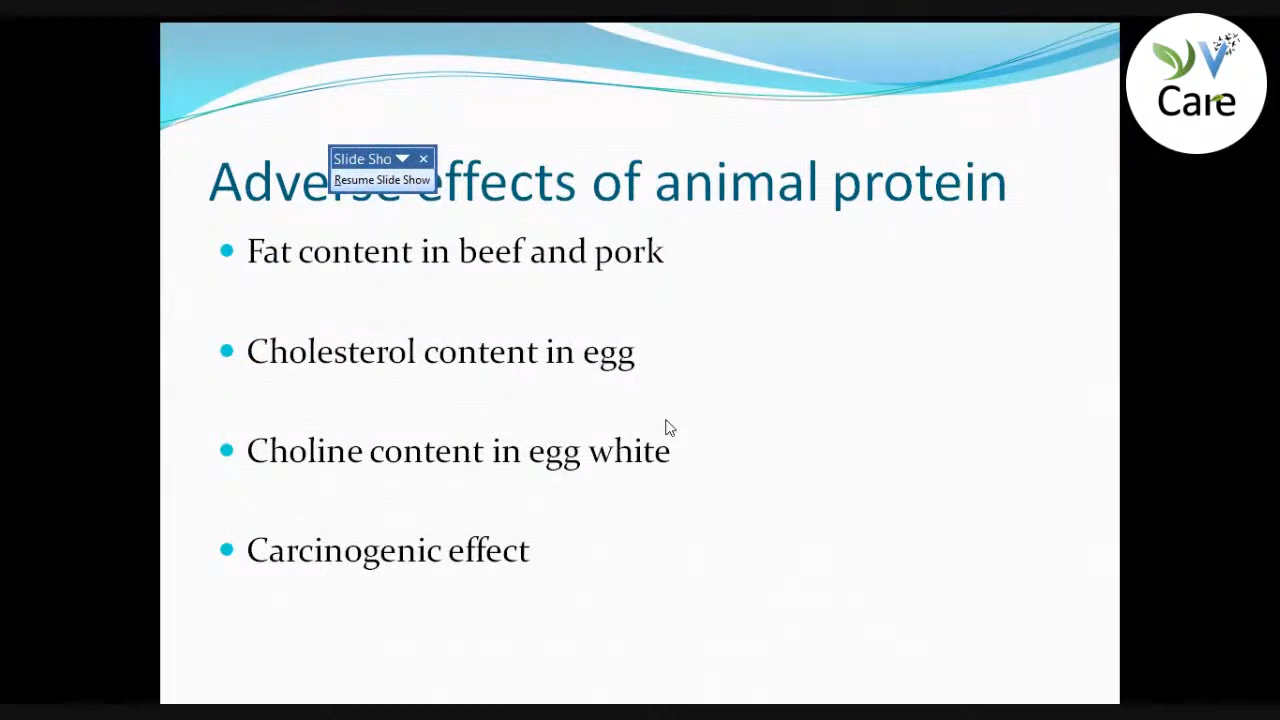 V
Care
Slide Sho
Resume Slide Show
Adverse effects of animal protein
Fat content in beef and pork
Cholesterol content in egg
Choline content in egg white
Carcinogenic effect